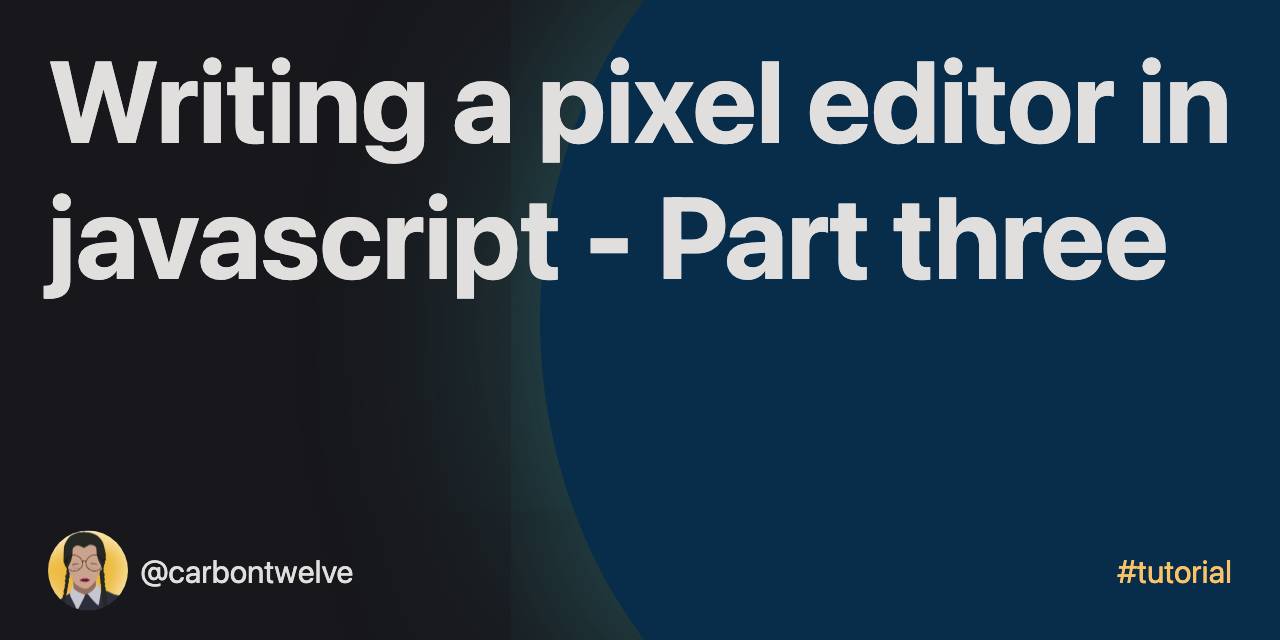 Writing a pixel editor in
javascript - Part three
@carbontwelve
#tutorial